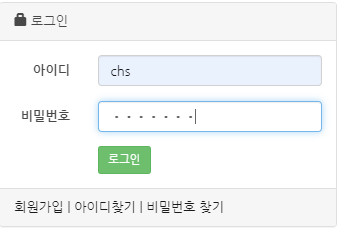 로그인
아이디 chs
비밀번호 ·······
로그인
회원가입 | 아이디찾기 | 비밀번호 찾기